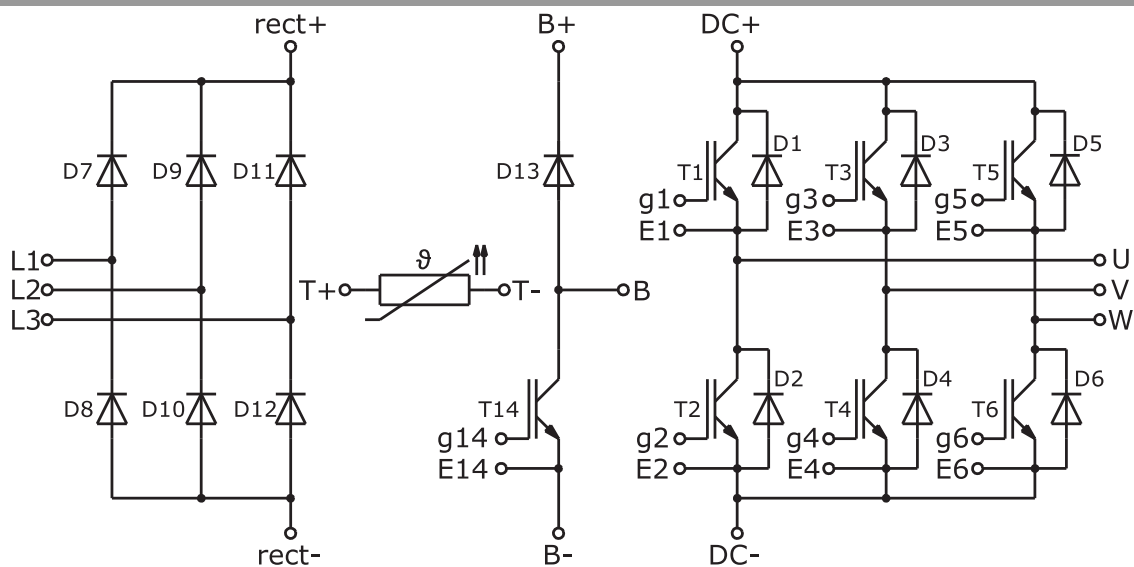 rect+
B+
DC+
D7
D9
D11
D13
T1
D1
T3
D3
T5
D5
g1
g3
g5
E1
E3
E5
L1
L2
L3
ϑ
T+
T-
B
U
V
W
D8
D10
D12
T14
T2
D2
T4
D4
T6
D6
g14
g2
g4
g6
E14
E2
E4
E6
rect-
B-
DC-